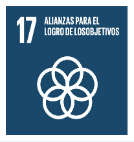 17 ALIANZAS PARA EL
LOGRO DE LOSOBJETIVOS